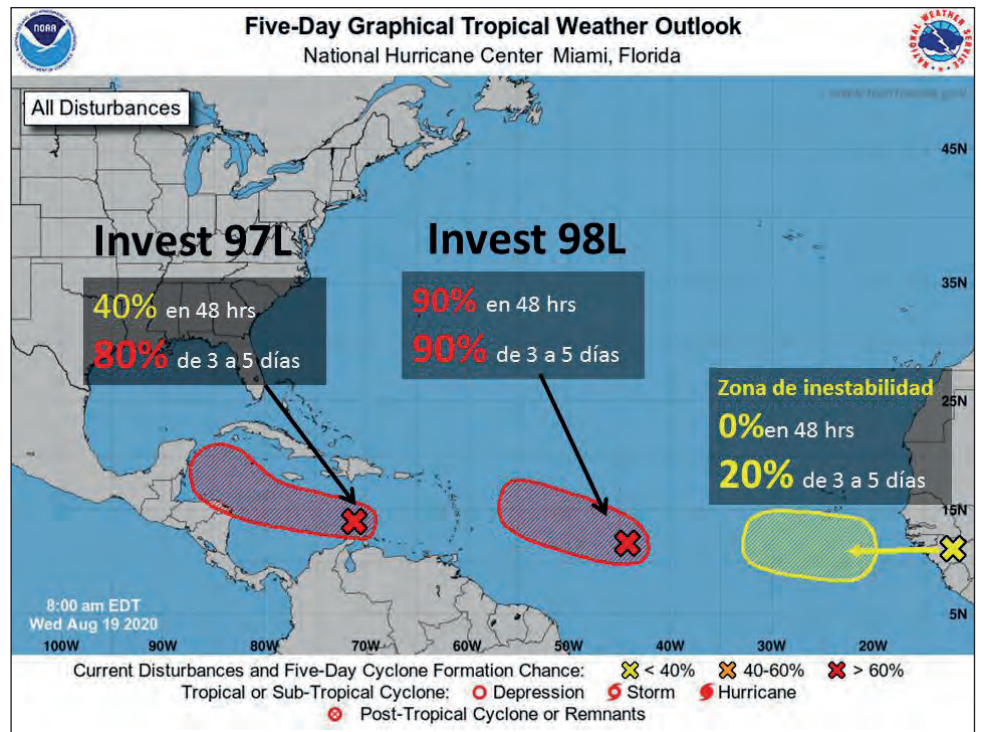 Five-Day Graphical Tropical Weather Outlook
National Hurricane Center Miami, Florida
NOAA
All Disturbances
www.hurricanes.gov
45N
Invest 97L
Invest 98L
35N
40% en 48 hrs
80% de 3 a 5 días
90% en 48 hrs
90% de 3 a 5 días
Zona de inestabilidad
0%en 48 hrs
20% de 3 a 5 días
25N
15N
5N
8:00 am EDT
Wed Aug 19 2020
100W 90W 80W 70W 60W 50W 40W 30W 20W
Current Disturbances and Five-Day Cyclone Formation Chance: < 40% 40-60% > 60%
Tropical or Sub-Tropical Cyclone: Depression Storm Hurricane
Post-Tropical Cyclone or Remnants